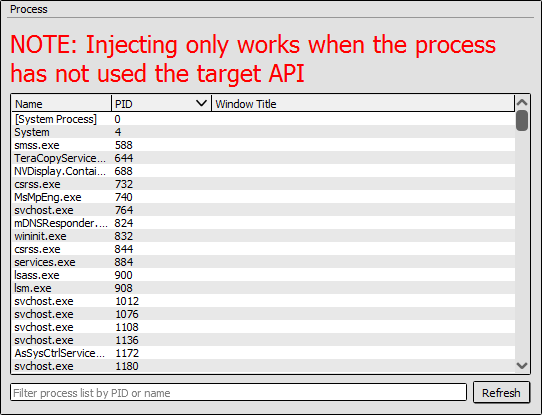 Process
NOTE: Injecting only works when the process
has not used the target API
Name PID Window Title
[System Process] 0
System 4
smss.exe 588
TeraCopyService... 644
NVDisplay.Contai... 688
csrss.exe 732
MsMpEng.exe 740
svchost.exe 764
mDNSResponder.... 824
wininit.exe 832
csrss.exe 844
services.exe 884
lsass.exe 900
lsm.exe 908
svchost.exe 1012
svchost.exe 1076
svchost.exe 1108
svchost.exe 1136
AsSysCtrlService... 1172
svchost.exe 1180
Filter process list by PID or name Refresh